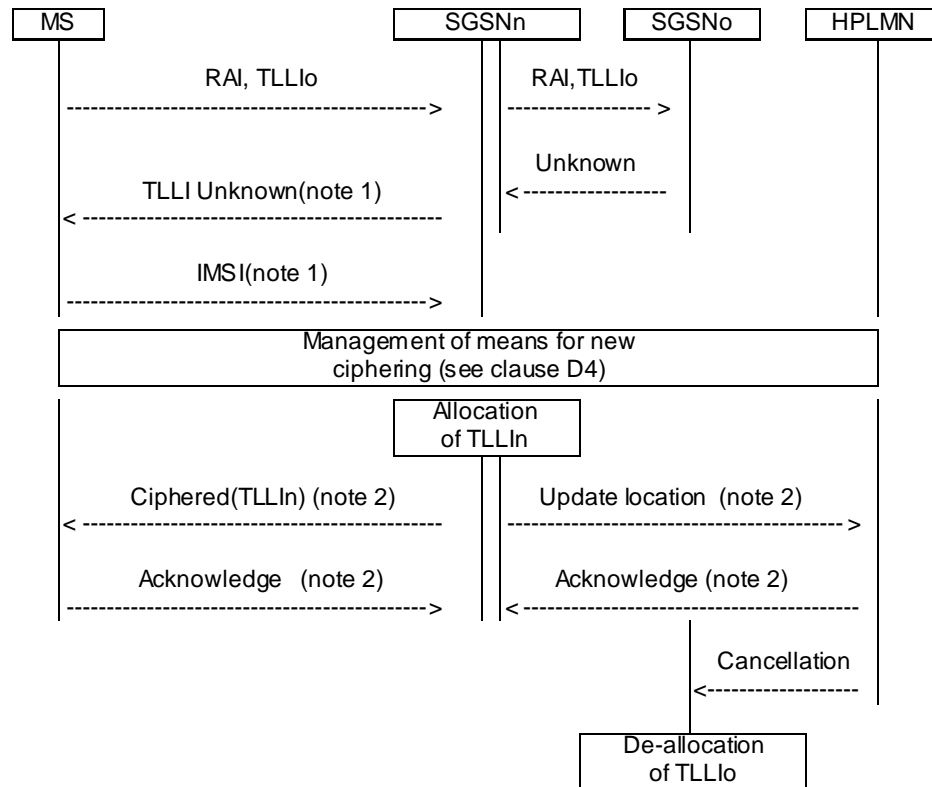 MS SGSNn SGSNo HPLMN
RAI, TLLIo RAI,TLLIo
------------------------------------------> ------------------>
Unknown
TLLI Unknown(note 1) <------------------
<------------------------------------------
IMSI(note 1)
------------------------------------------>
Management of means for new
ciphering (see clause D4)
Allocation
of TLLIn
Ciphered(TLLIn) (note 2) Update location (note 2)
<------------------------------------------ ------------------------------------------>
Acknowledge (note 2) Acknowledge (note 2)
------------------------------------------> <------------------------------------------
Cancellation
<------------------
De-allocation
of TLLIo